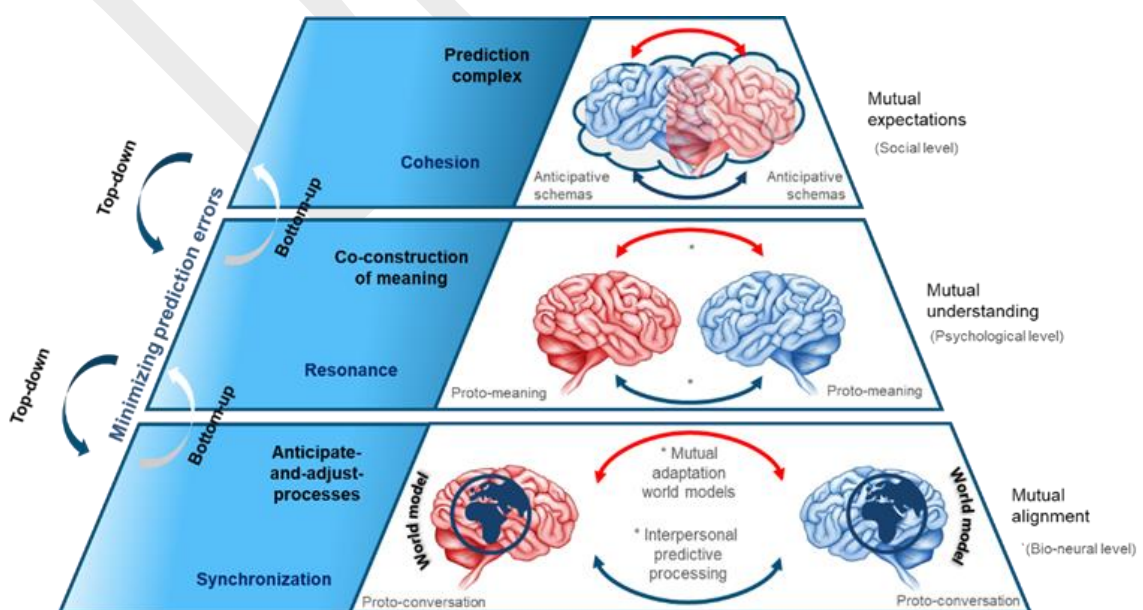 Prediction
complex
Cohesion
Anticipative
schemas
Anticipative
schemas
Mutual
expectations
(Social level)
Top-down
Bottom-up
Minimizing prediction errors
Co-construction
of meaning
Resonance
*
*
Proto-meaning
Proto-meaning
Mutual
understanding
(Psychological level)
Top-down
Bottom-up
Anticipate-
and-adjust-
processes
Synchronization
World model
* Mutual
adaptation
world models
* Interpersonal
predictive
processing
World model
Proto-conversation
Proto-conversation
Mutual
alignment
`(Bio-neural level)